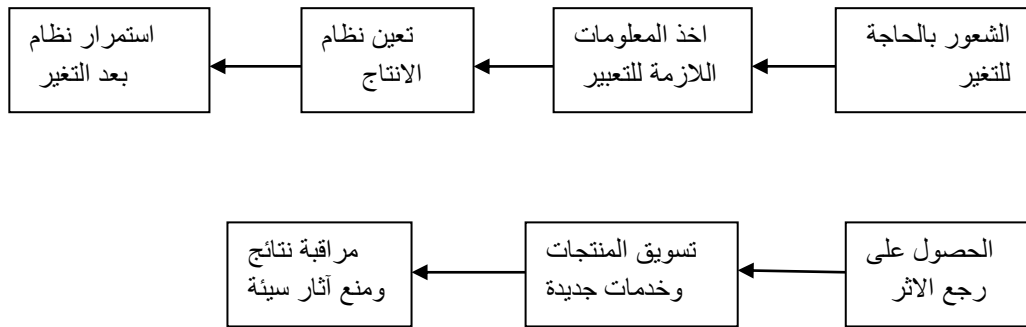 الشعور بالحاجة
للتغير
اخذ المعلومات
اللازمة للتعبير
تعين نظام
الانتاج
استمرار نظام
بعد التغير
الحصول على
رجع الاثر
تسويق المنتجات
وخدمات جديدة
مراقبة نتائج
ومنع آثار سيئة